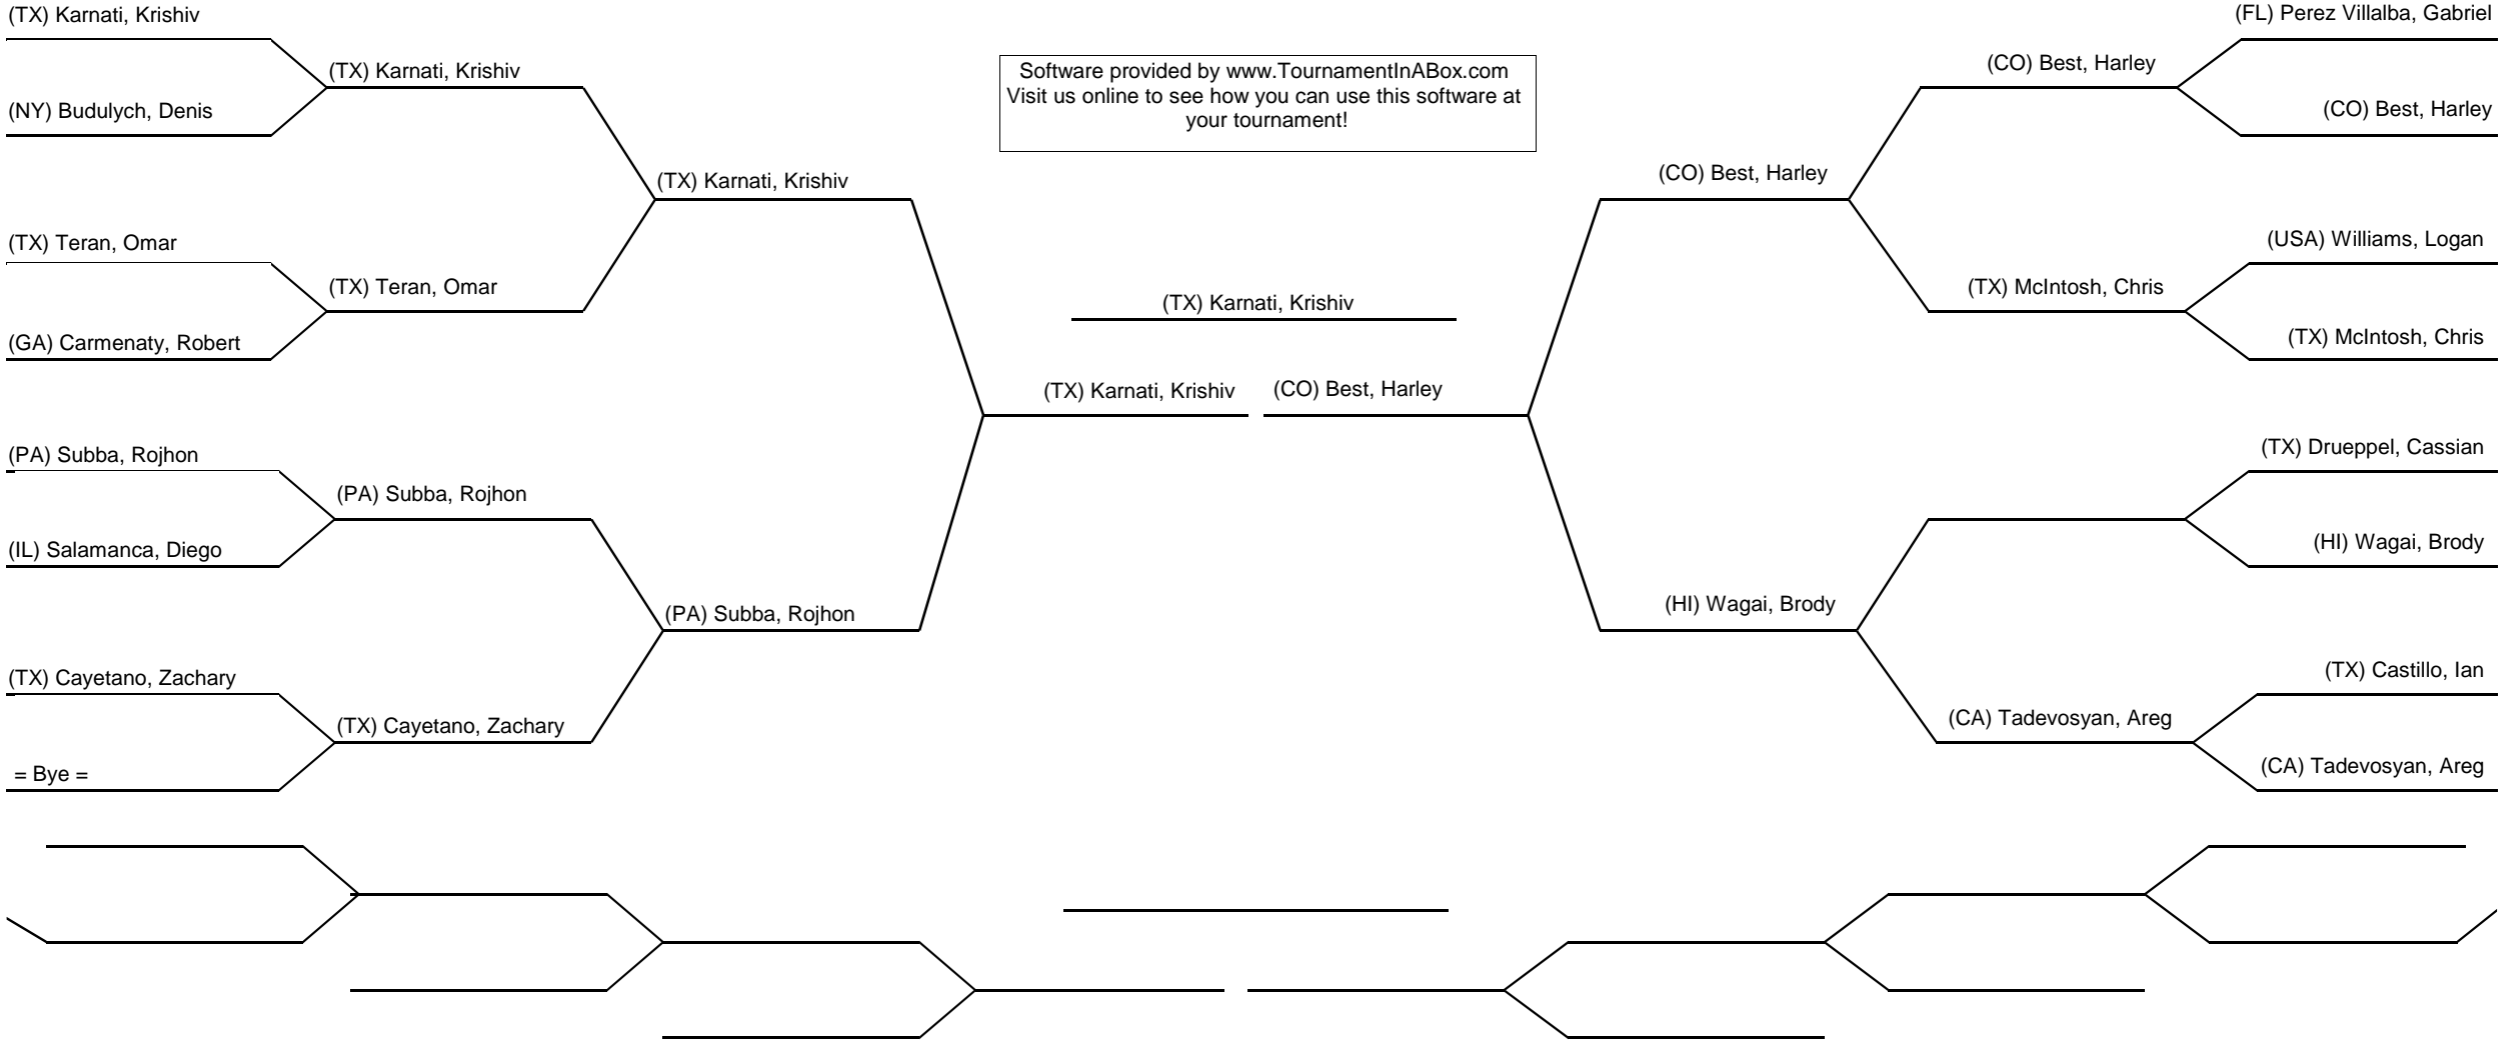 (TX) Karnati, Krishiv
(NY) Budulych, Denis
(TX) Teran, Omar
(GA) Carmenaty, Robert
(PA) Subba, Rojhon
(IL) Salamanca, Diego
(TX) Cayetano, Zachary
= Bye =
(TX) Karnati, Krishiv
(TX) Teran, Omar
(PA) Subba, Rojhon
(TX) Cayetano, Zachary
(TX) Karnati, Krishiv
(PA) Subba, Rojhon
Software provided by www.TournamentInABox.com
Visit us online to see how you can use this software at
your tournament!
(TX) Karnati, Krishiv
(TX) Karnati, Krishiv
(CO) Best, Harley
(CO) Best, Harley
(HI) Wagai, Brody
(CO) Best, Harley
(TX) McIntosh, Chris
(CA) Tadevosyan, Areg
(FL) Perez Villalba, Gabriel
(CO) Best, Harley
(USA) Williams, Logan
(TX) McIntosh, Chris
(TX) Drueppel, Cassian
(HI) Wagai, Brody
(TX) Castillo, Ian
(CA) Tadevosyan, Areg